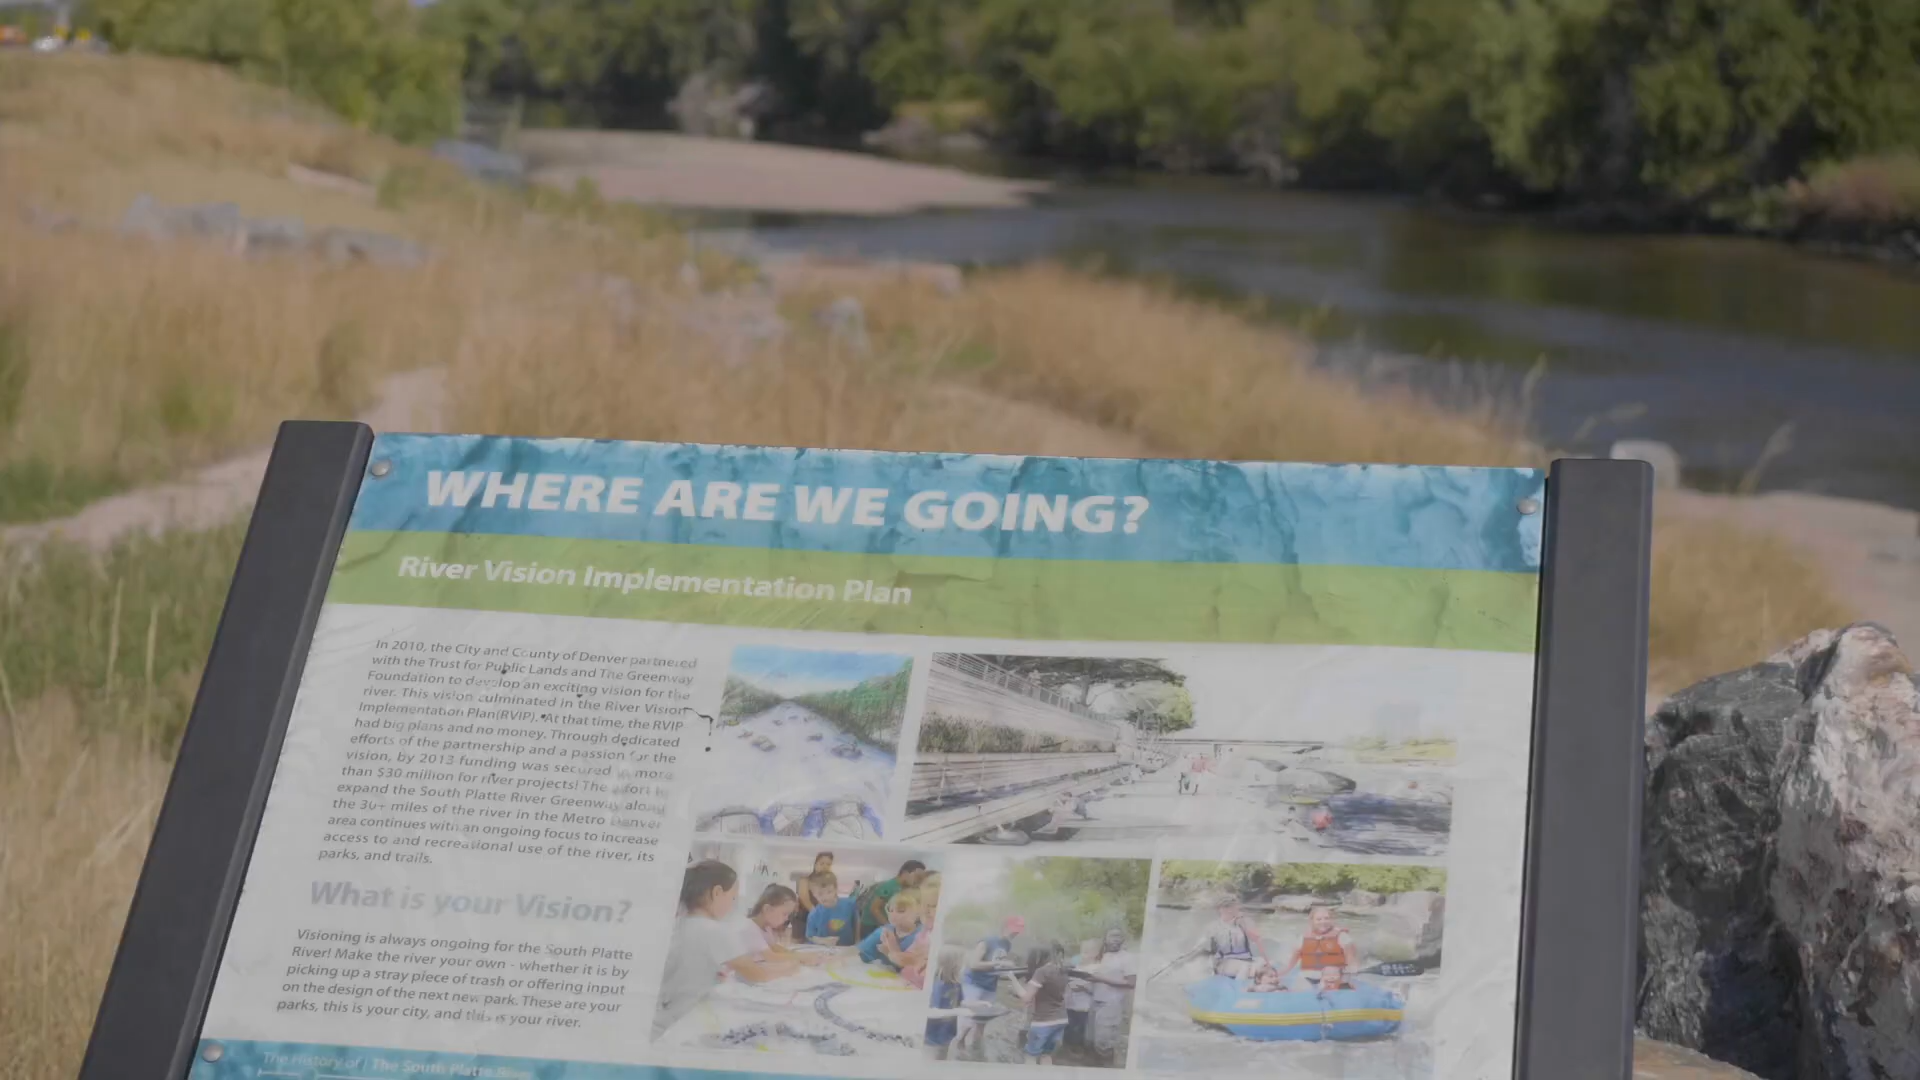 WHERE ARE WE GOING?
River Vision Implementation Plan
In 2010, the City and County of Denver partnered
with the Trust for Public Lands and The Greenway
Foundation to develop an exciting vision for the
river. This vision culminated in the River Vision
Implementation Plan(RVIP). At that time, the RVIP
had big plans and no money. Through dedicated
efforts of the partnership and a passion for the
vision, by 2013 funding was secured in more
than $30 million for river projects! The effort to
expand the South Platte River Greenway along
the 30+ miles of the river in the Metro Denver
area continues with an ongoing focus to increase
access to and recreational use of the river, its
parks, and trails.
What is your Vision?
Visioning is always ongoing for the South Platte
River! Make the river your own - whether it is by
picking up a stray piece of trash or offering input
on the design of the next new park. These are your
parks, this is your city, and this is your river.
The History of | The South Platte River